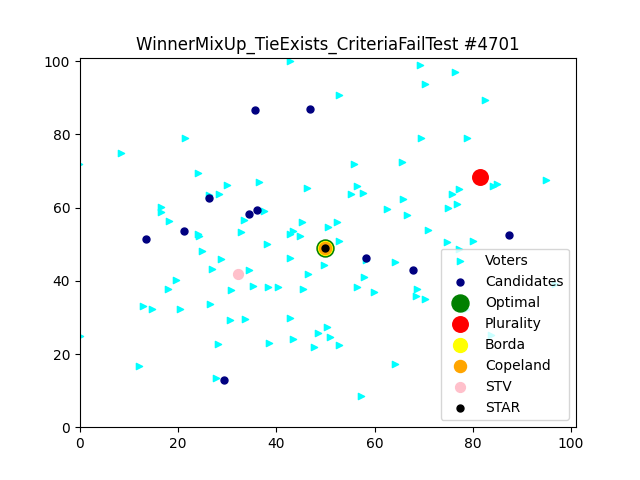 WinnerMixUp_TieExists_CriteriaFailTest #4701
100
80
60
40
20
0
0 20 40 60 80 100
Voters
Candidates
Optimal
Plurality
Borda
Copeland
STV
STAR